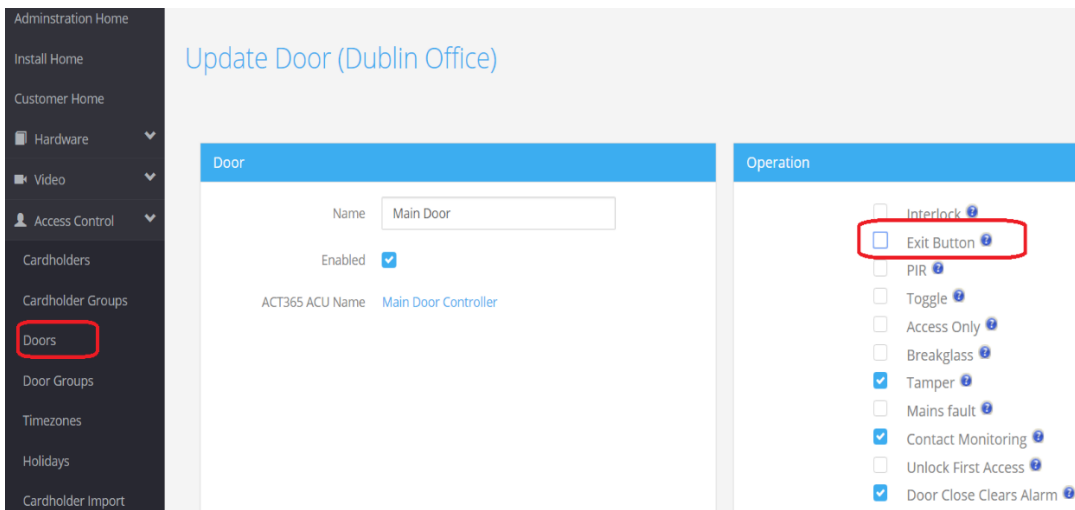 Adminstration Home
Install Home
Customer Home
Hardware
Video
Access Control
Cardholders
Cardholder Groups
Doors
Door Groups
Timezones
Holidays
Cardholder Import
Update Door (Dublin Office)
Door
Name Main Door
Enabled
ACT365 ACU Name Main Door Controller
Operation
Interlock ?
Exit Button ?
PIR ?
Toggle ?
Access Only ?
Breakglass ?
Tamper ?
Mains fault ?
Contact Monitoring ?
Unlock First Access ?
Door Close Clears Alarm ?